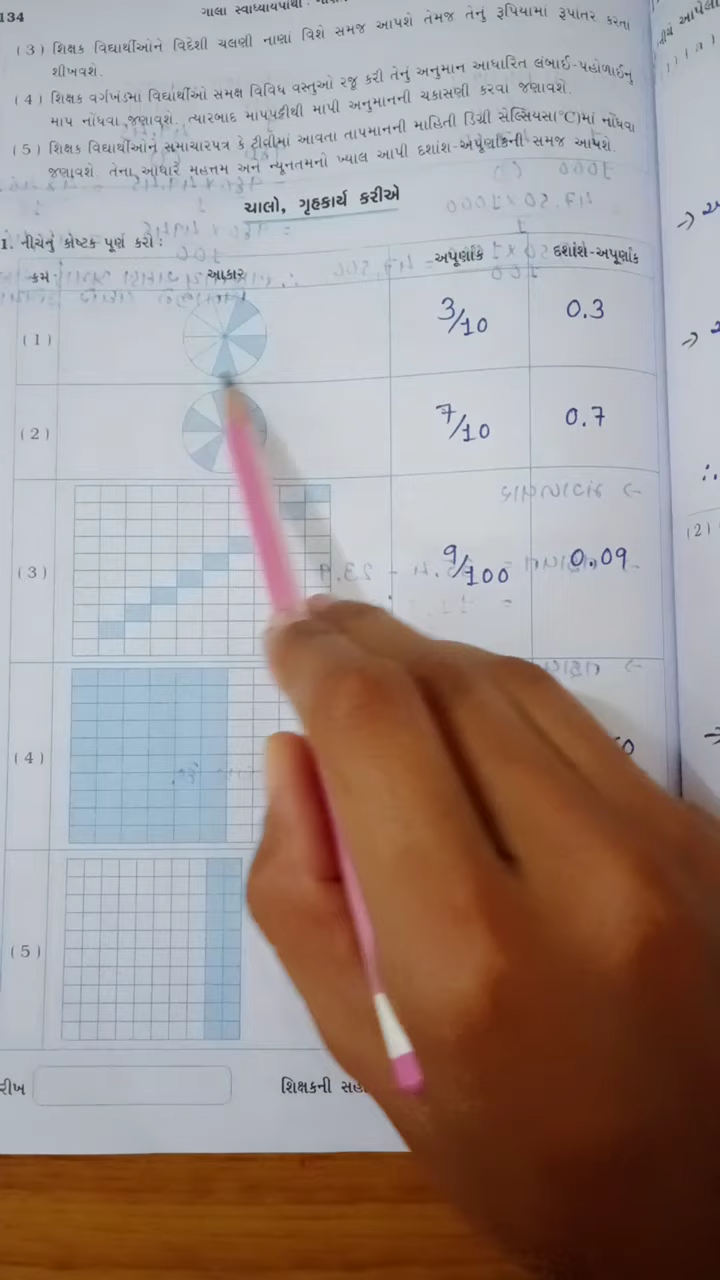 134
ગાલા સ્વાધ્યાયપોથી :
(3) શિક્ષક વિદ્યાર્થીઓને વિદેશી ચલણી નાણાં વિશે સમજ આપશે તેમજ તેનું રૂપિયામાં રૂપાંતર કરતા
શીખવશે.
(4) શિક્ષક વર્ગખંડમાં વિદ્યાર્થીઓ સમક્ષ વિવિધ વસ્તુઓ રજૂ કરી તેનું અનુમાન આધારિત લંબાઈ-પહોળાઈનું
માપ નોંધવા જણાવશે. ત્યારબાદ માપપટ્ટીથી માપી અનુમાનની ચકાસણી કરવા જણાવશે.
(5) શિક્ષક વિદ્યાર્થીઓને સમાચારપત્ર કે ટીવીમાં આવતા તાપમાનની માહિતી ડિગ્રી સેલ્સિયસ(°C)માં નોંધવા
જણાવશે. તેના આધારે મહત્તમ અને ન્યૂનતમનો ખ્યાલ આપી દશાંશ-અપૂર્ણાંકની સમજ આપશે.
ચાલો, ગૃહકાર્ય કરીએ
1. નીચેનું કોષ્ટક પૂર્ણ કરો :
ક્રમ આકાર અપૂર્ણાંક દશાંશ-અપૂર્ણાંક
(1) 3/10 0.3
(2) 7/10 0.7
(3) 9/100 0.09
(4)
(5)
શિક્ષકની
(2)